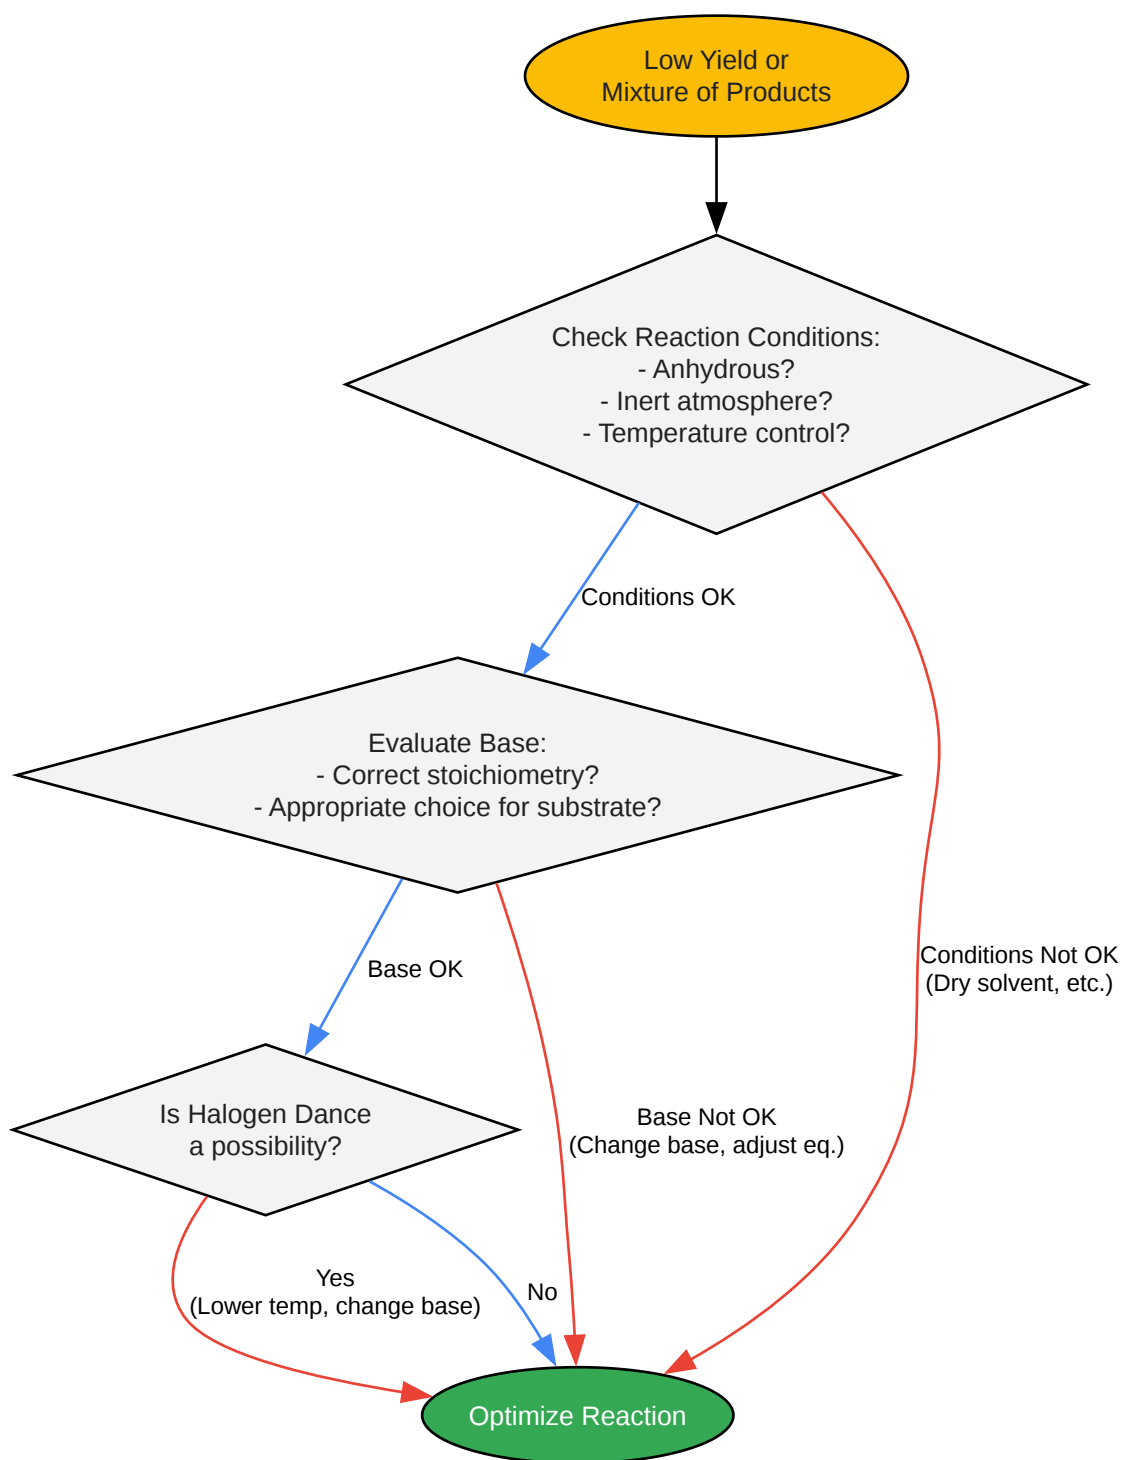 Low Yield or
Mixture of Products
Check Reaction Conditions:
- Anhydrous?
- Inert atmosphere?
- Temperature control?
Conditions OK
Evaluate Base:
- Correct stoichiometry?
- Appropriate choice for substrate?
Conditions Not OK
(Dry solvent, etc.)
Base OK
Is Halogen Dance
a possibility?
Base Not OK
(Change base, adjust eq.)
Yes
(Lower temp, change base)
No
Optimize Reaction